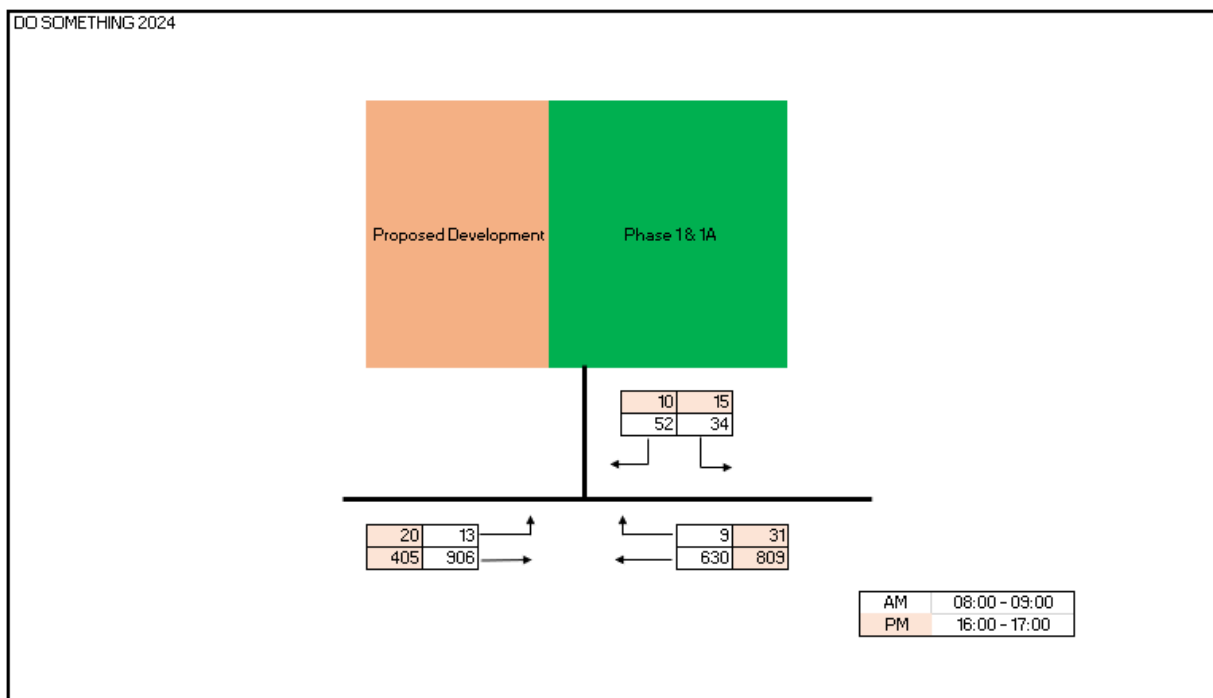 DO SOMETHING 2024
Proposed Development
Phase 1 & 1A
10 15
52 34
20 13
405 906
9 31
630 809
AM 08:00 - 09:00
PM 16:00 - 17:00